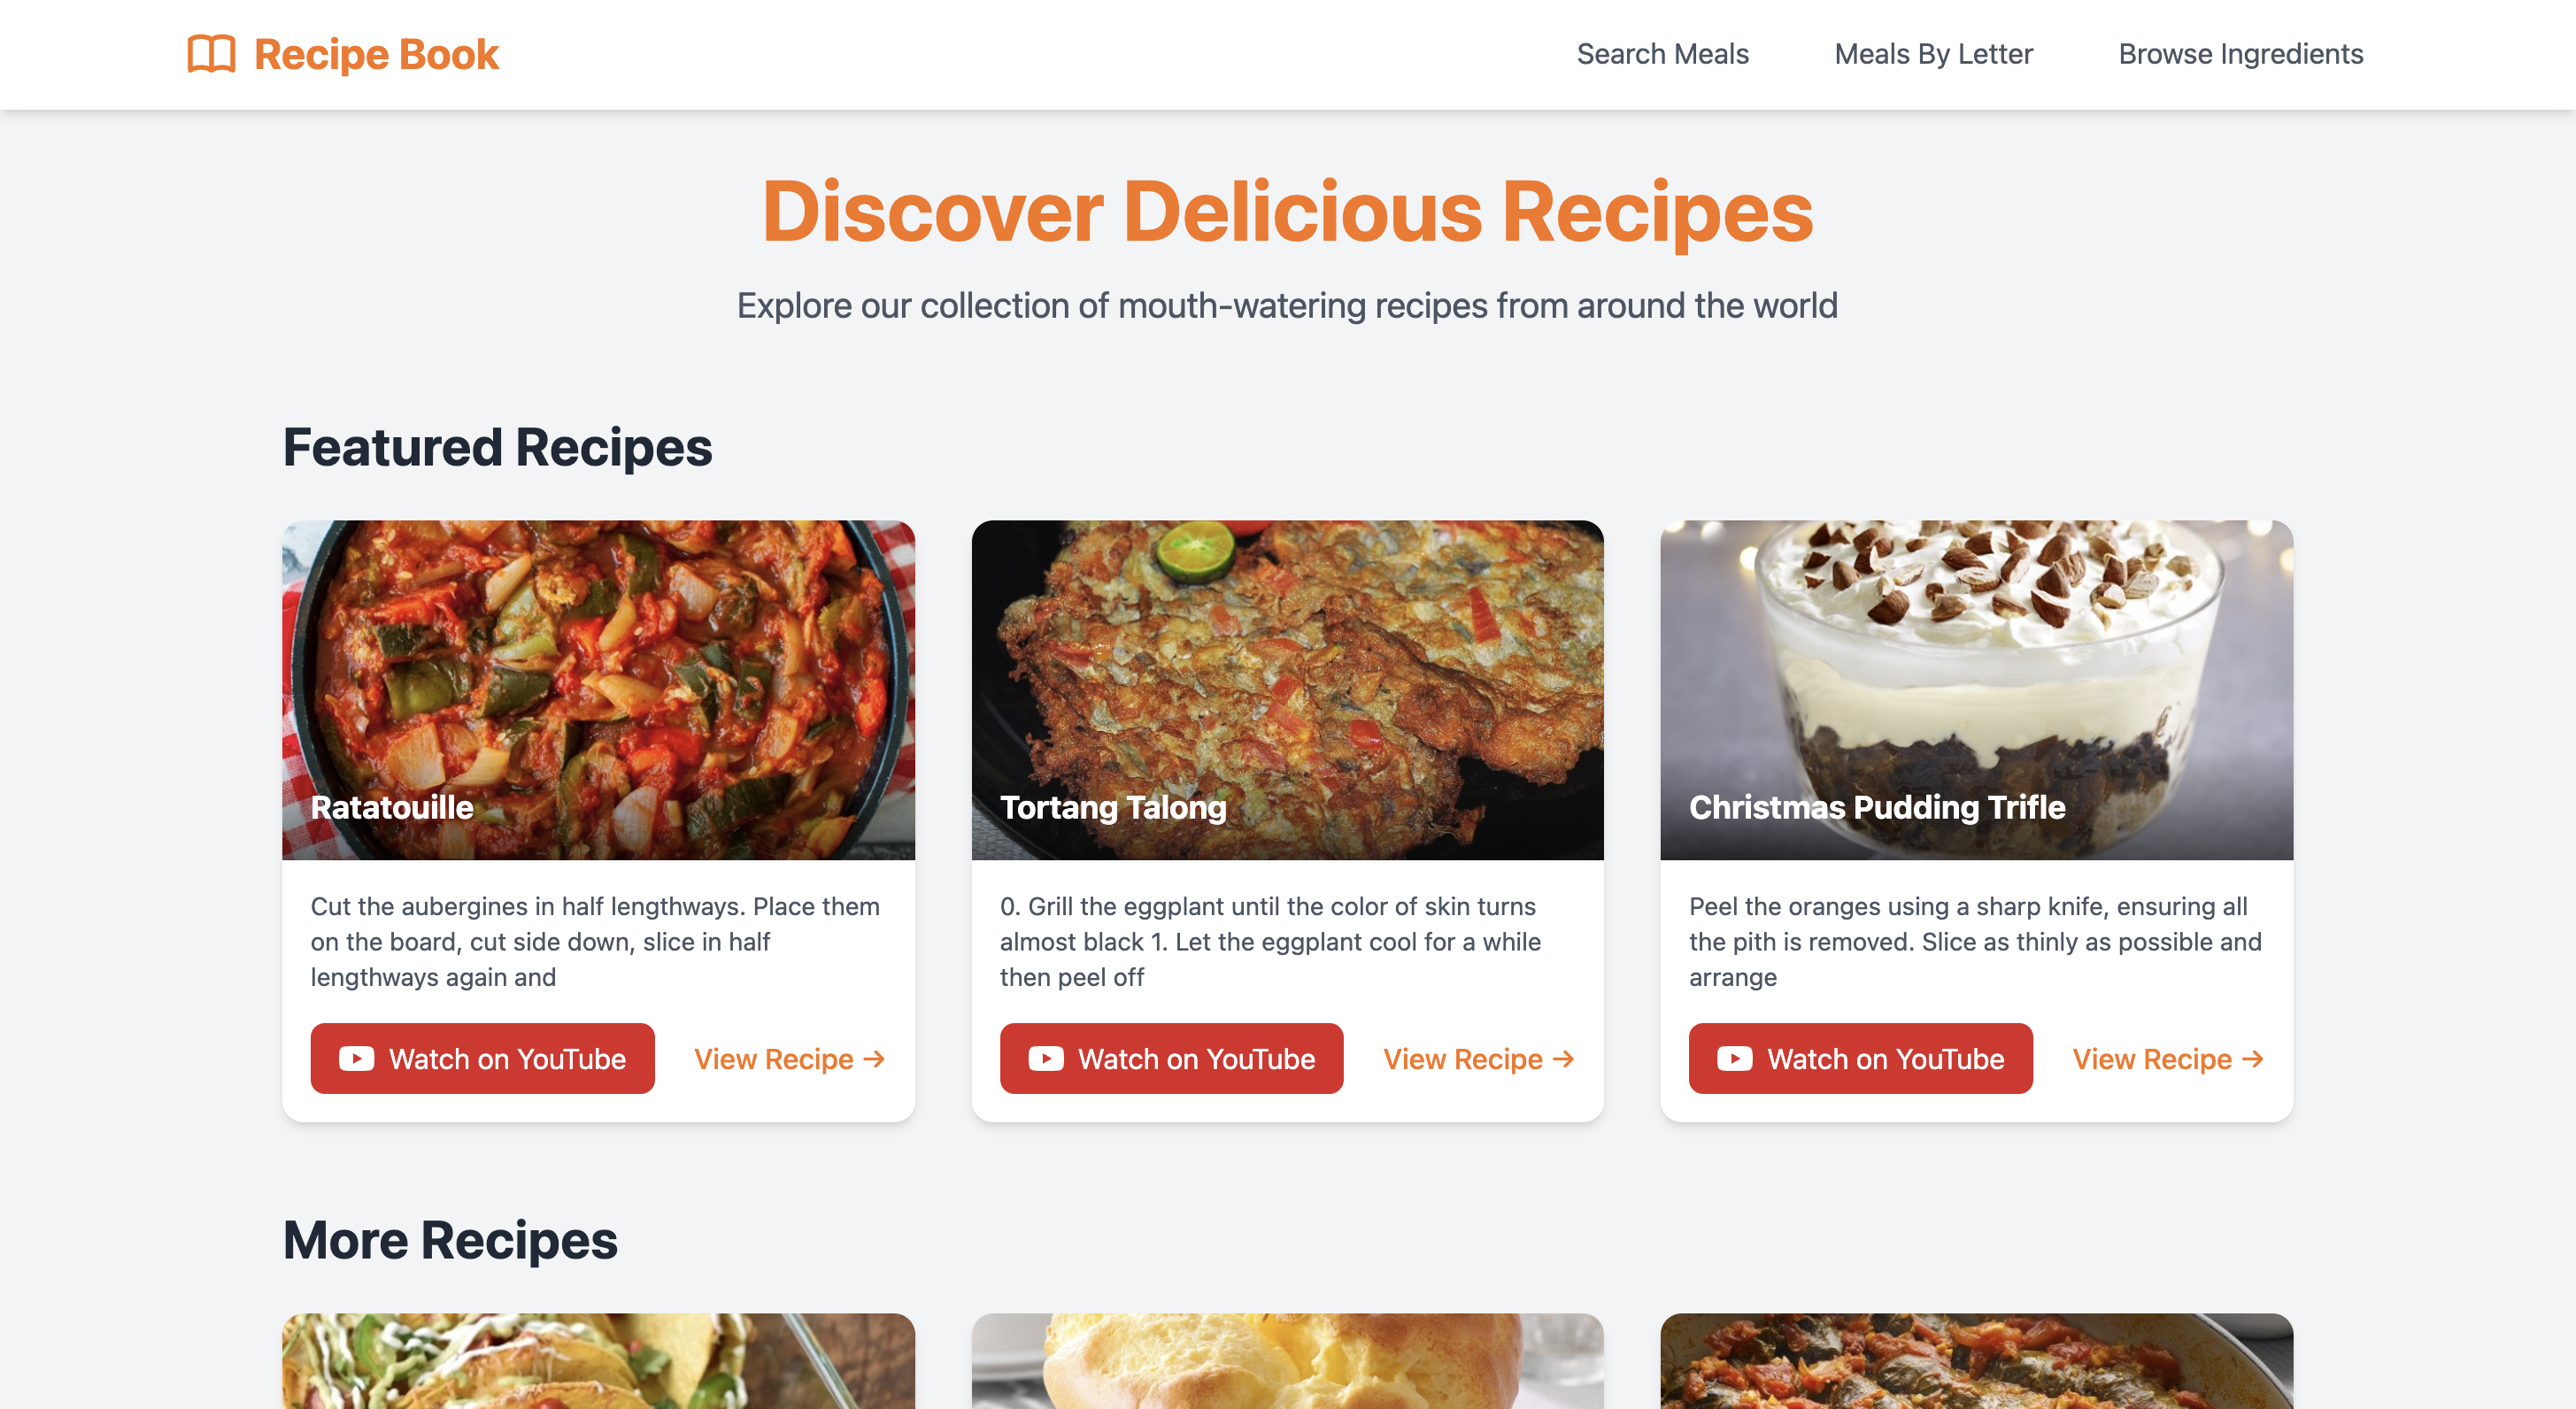 Recipe Book
Search Meals
Meals By Letter
Browse Ingredients
Discover Delicious Recipes
Explore our collection of mouth-watering recipes from around the world
Featured Recipes
Ratatouille
Cut the aubergines in half lengthways. Place them
on the board, cut side down, slice in half
lengthways again and
Watch on YouTube
View Recipe →
Tortang Talong
0. Grill the eggplant until the color of skin turns
almost black 1. Let the eggplant cool for a while
then peel off
Watch on YouTube
View Recipe →
Christmas Pudding Trifle
Peel the oranges using a sharp knife, ensuring all
the pith is removed. Slice as thinly as possible and
arrange
Watch on YouTube
View Recipe →
More Recipes